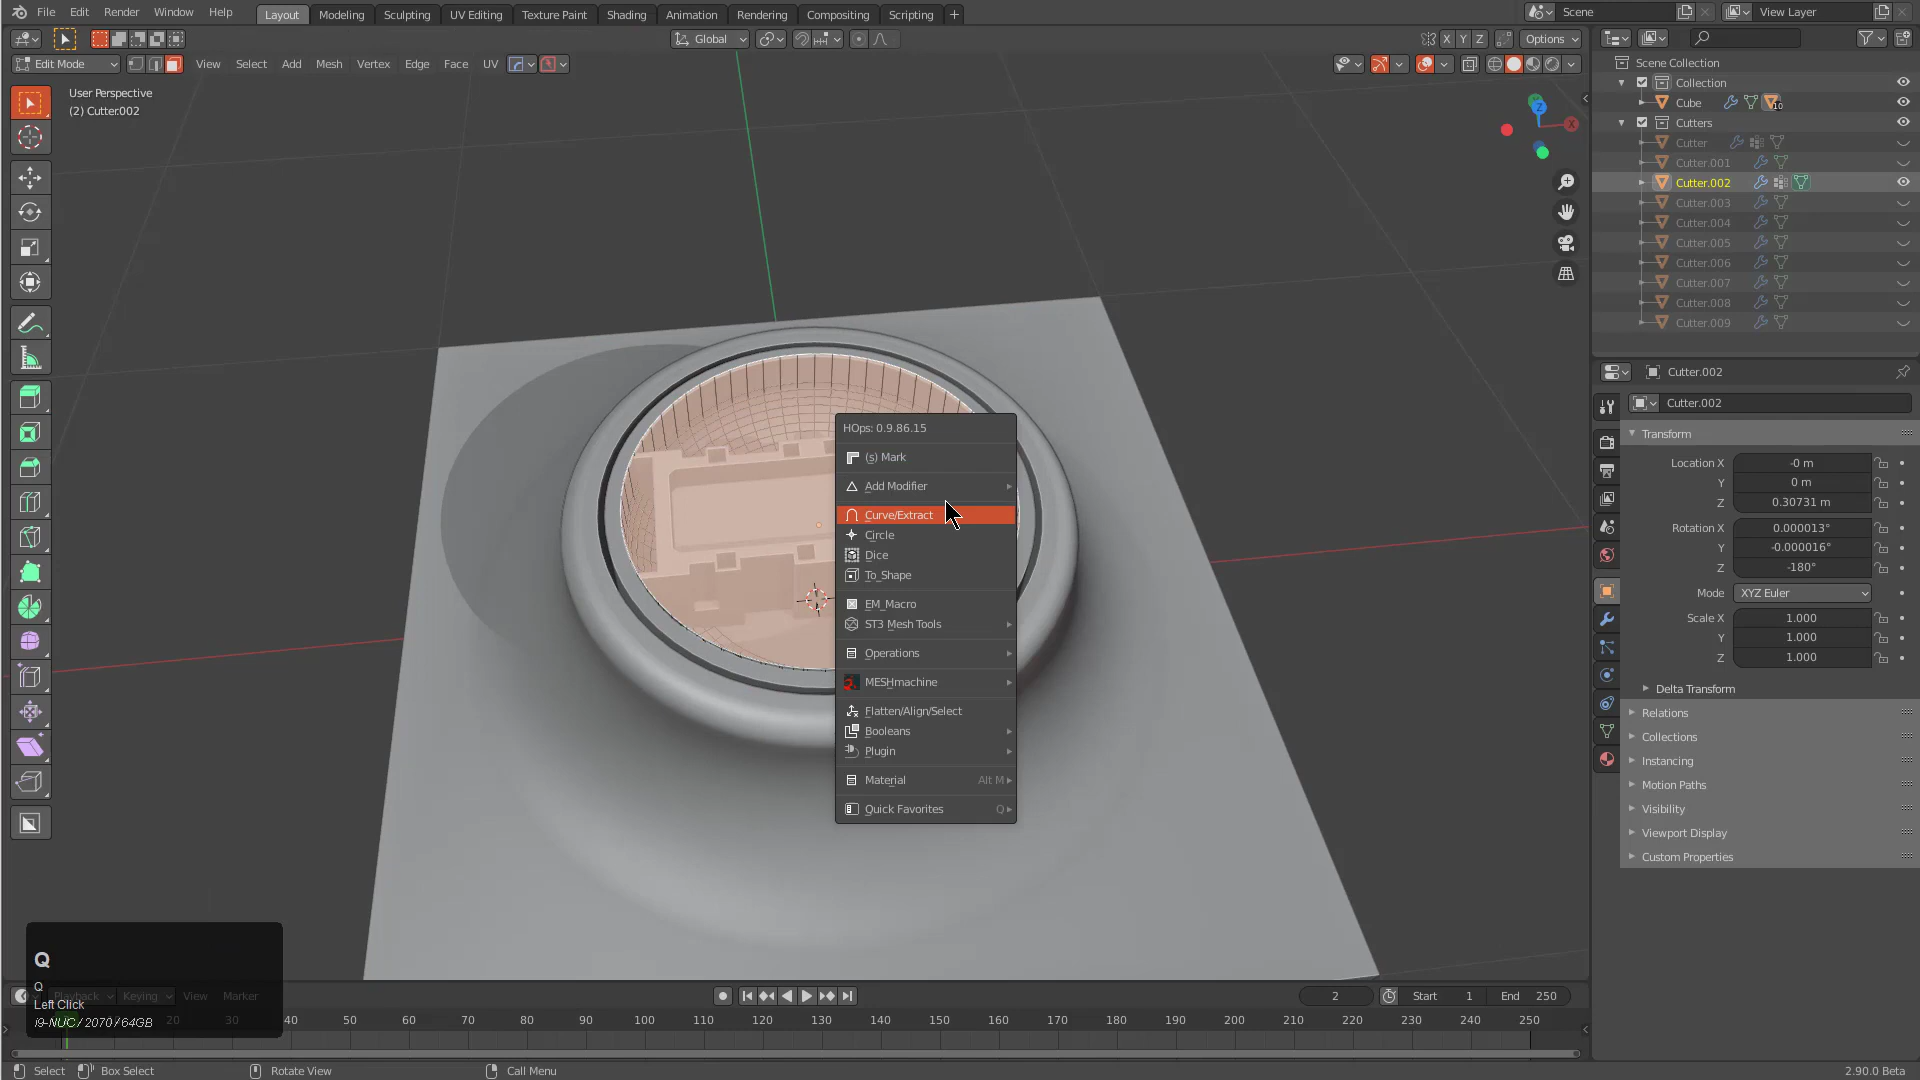 File Edit Render Window Help Layout Modeling Sculpting UV Editing Texture Paint Shading Animation Rendering Compositing Scripting + Scene View Layer
Global X Y Z Options
Edit Mode View Select Add Mesh Vertex Edge Face UV
User Perspective
(2) Cutter.002
Z
X
Scene Collection
Collection
Cube 10
Cutters
Cutter
Cutter.001
Cutter.002
Cutter.003
Cutter.004
Cutter.005
Cutter.006
Cutter.007
Cutter.008
Cutter.009
Cutter.002
Cutter.002
Transform
Location X -0 m
Y 0 m
Z 0.30731 m
Rotation X 0.000013°
Y -0.000016°
Z -180°
Mode XYZ Euler
Scale X 1.000
Y 1.000
Z 1.000
Delta Transform
Relations
Collections
Instancing
Motion Paths
Visibility
Viewport Display
Custom Properties
HOps: 0.9.86.15
(s) Mark
Add Modifier
Curve/Extract
Circle
Dice
To_Shape
EM_Macro
ST3 Mesh Tools
Operations
MESHmachine
Flatten/Align/Select
Booleans
Plugin
Material Alt M
Quick Favorites Q
Q
Q
Left Click
i9-NUC / 2070 / 64GB
Playback Keying View Marker 2 Start 1 End 250
20 30 40 50 60 70 80 90 100 110 120 130 140 150 160 170 180 190 200 210 220 230 240 250
Select Box Select Rotate View Call Menu 2.90.0 Beta